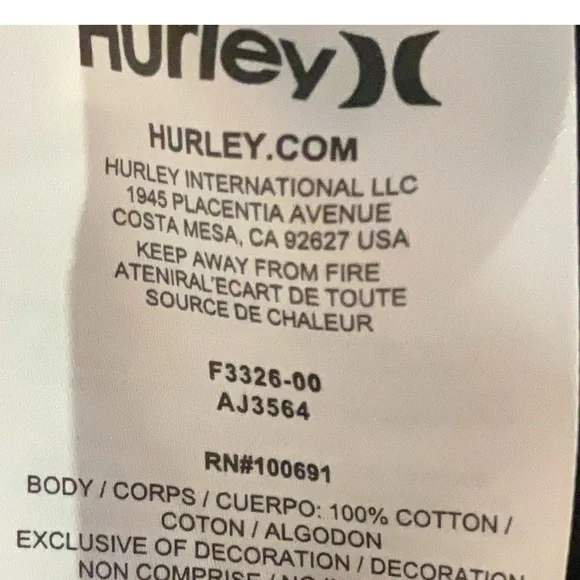 Hurley
HURLEY.COM
HURLEY INTERNATIONAL LLC
1945 PLACENTIA AVENUE
COSTA MESA, CA 92627 USA
KEEP AWAY FROM FIRE
ATENIRAL'ECART DE TOUTE
SOURCE DE CHALEUR
F3326-00
AJ3564
RN#100691
BODY / CORPS / CUERPO: 100% COTTON /
COTON / ALGODON
EXCLUSIVE OF DECORATION / DECORATION
NON COMPRISE /